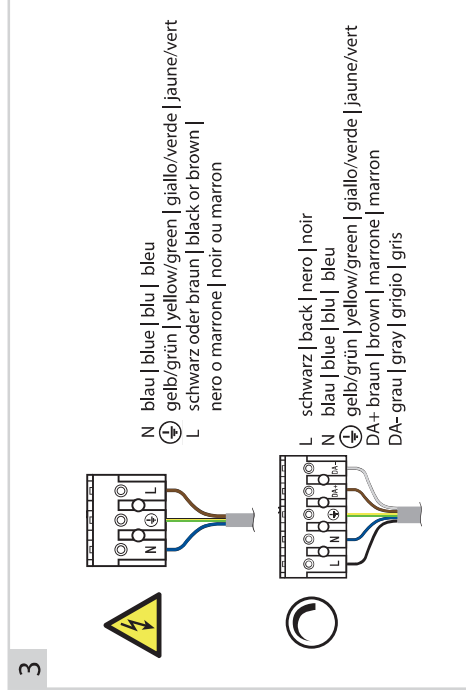 3
N L
N blau | blue | blu | bleu
gelb/grün | yellow/green | giallo/verde | jaune/vert
L schwarz oder braun | black or brown |
nero o marrone | noir ou marron
L N DA+ DA-
L schwarz | back | nero | noir
N blau | blue | blu | bleu
gelb/grün | yellow/green | giallo/verde | jaune/vert
DA+ braun | brown | marrone | marron
DA- grau | gray | grigio | gris